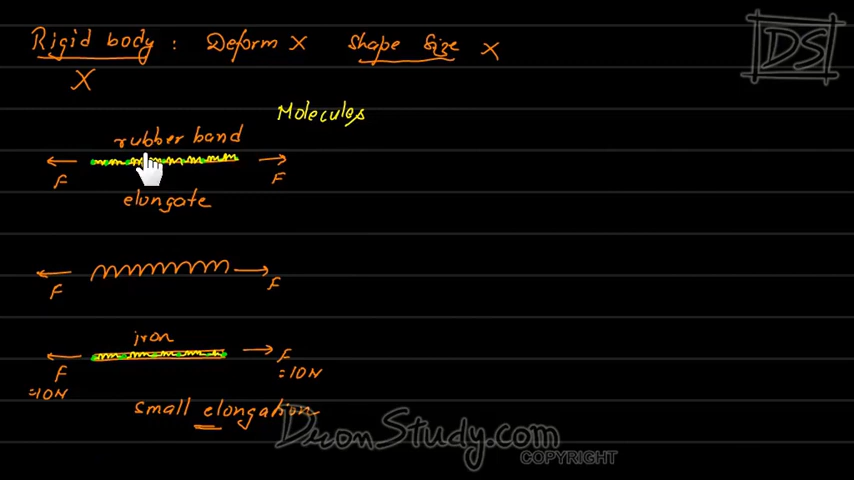 Rigid body : Deform X Shape Size X
X
DS
Molecules
rubber band
F F
elongate
F F
iron
F F
=10N =10N
small elongation
DronStudy.com
COPYRIGHT